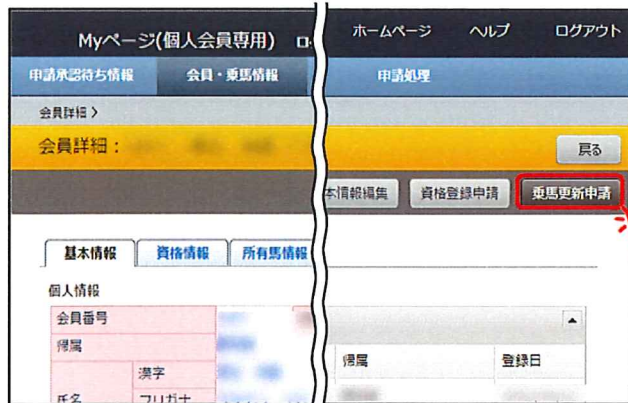 Myページ(個人会員専用) ロ
ホームページ ヘルプ ログアウト
申請承認待ち情報 会員・乗馬情報 申請処理
会員詳細 >
会員詳細：
戻る
本情報編集 資格登録申請 乗馬更新申請
基本情報 資格情報 所有馬情報
個人情報
会員番号
帰属
帰属 登録日
漢字
氏名 フリガナ